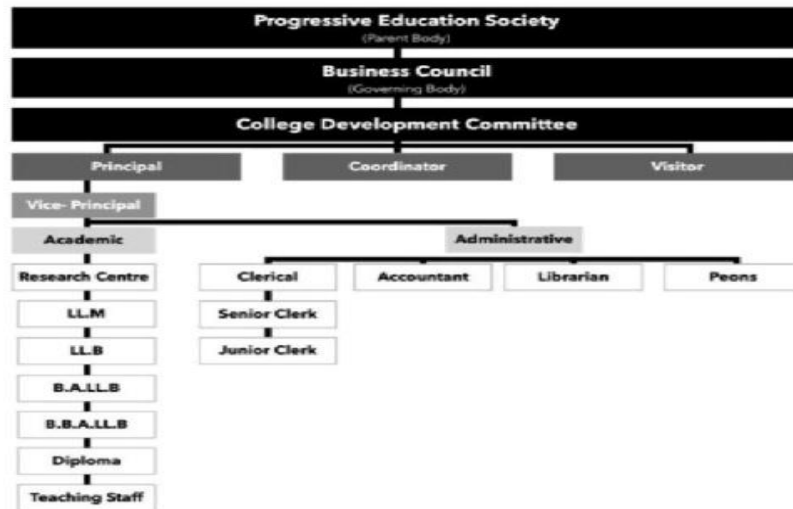 Progressive Education Society
(Parent Body)
Business Council
(Governing Body)
College Development Committee
Principal Coordinator Visitor
Vice- Principal
Academic Administrative
Research Centre Clerical Accountant Librarian Peons
LL.M Senior Clerk
LL.B Junior Clerk
B.A.LL.B
B.B.A.LL.B
Diploma
Teaching Staff